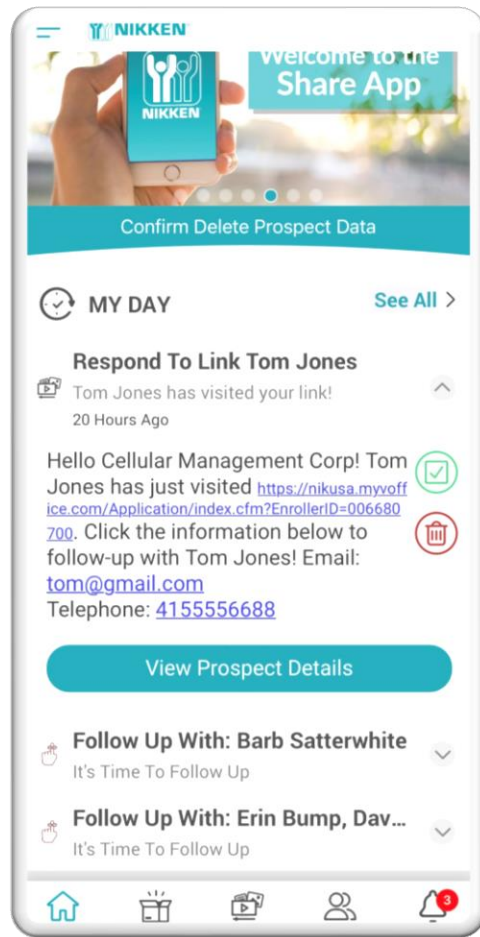 NIKKEN
Welcome to the
Share App
NIKKEN
Confirm Delete Prospect Data
MY DAY
See All >
Respond To Link Tom Jones
Tom Jones has visited your link!
20 Hours Ago
Hello Cellular Management Corp! Tom
Jones has just visited https://nikusa.myvoff
ice.com/Application/index.cfm?EnrollerID=006680
700. Click the information below to
follow-up with Tom Jones! Email:
tom@gmail.com
Telephone: 4155556688
View Prospect Details
Follow Up With: Barb Satterwhite
It's Time To Follow Up
Follow Up With: Erin Bump, Dav...
It's Time To Follow Up
3